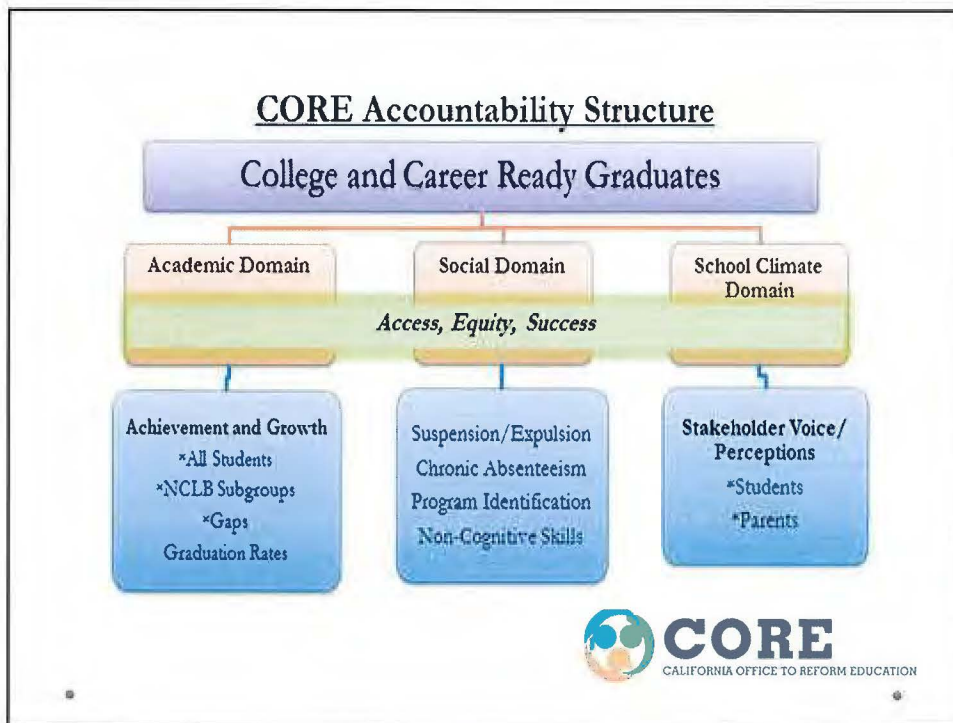 CORE Accountability Structure
College and Career Ready Graduates
Academic Domain
Social Domain
School Climate
Domain
Access, Equity, Success
Achievement and Growth
*All Students
*NCLB Subgroups
*Gaps
Graduation Rates
Suspension/Expulsion
Chronic Absenteeism
Program Identification
Non-Cognitive Skills
Stakeholder Voice/
Perceptions
*Students
*Parents
CORE
CALIFORNIA OFFICE TO REFORM EDUCATION